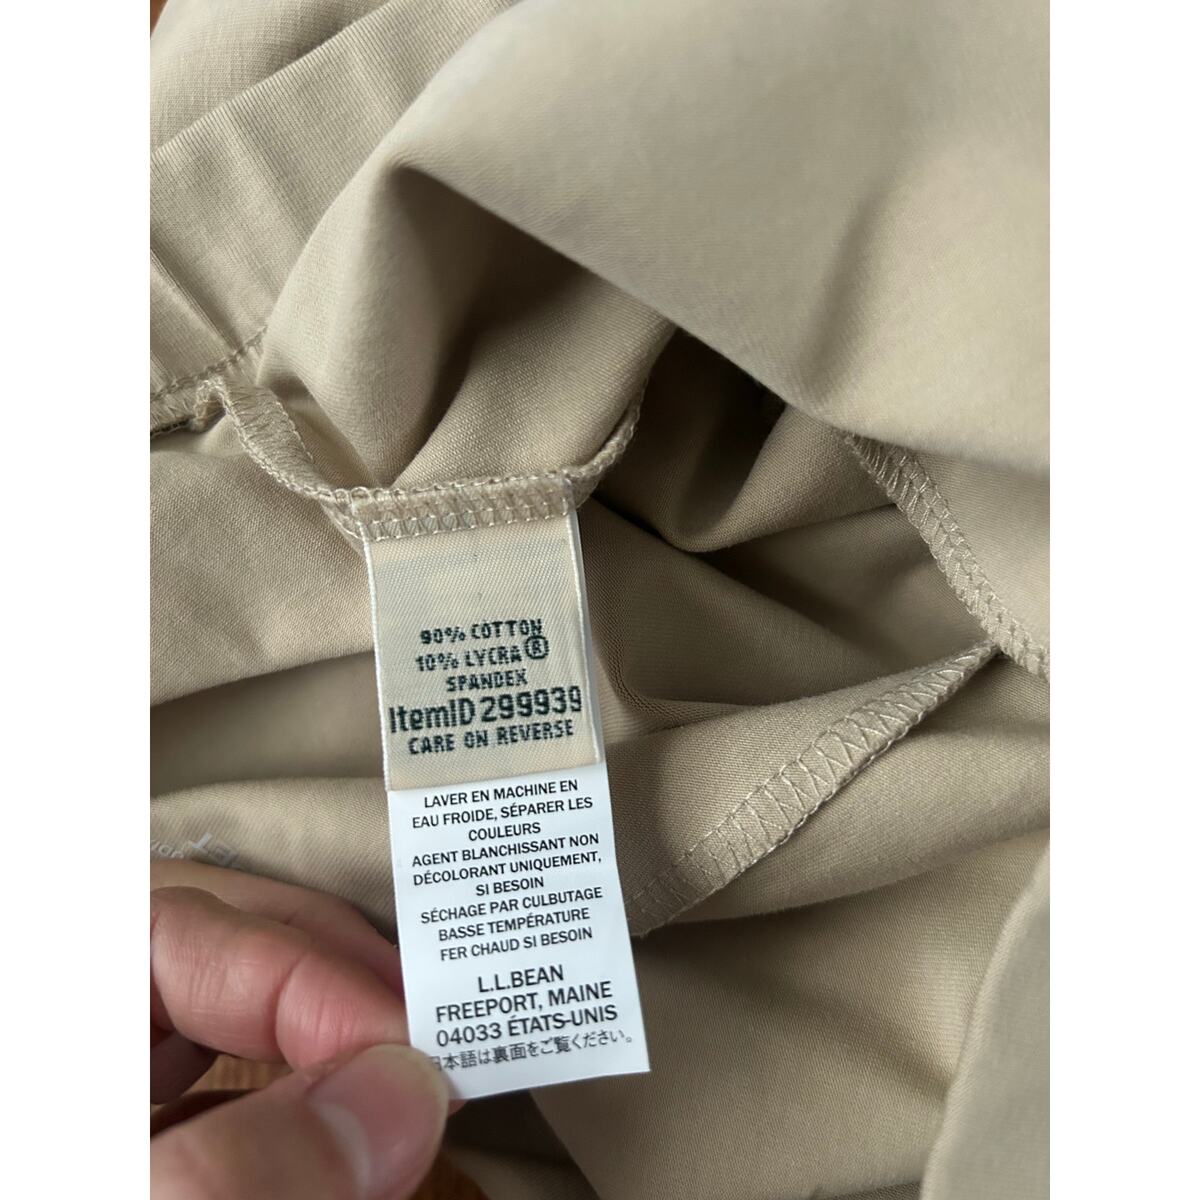 90% COTTON
10% LYCRA®
SPANDEX
ItemID 299939
CARE ON REVERSE
LAVER EN MACHINE EN
EAU FROIDE, SÉPARER LES
COULEURS
AGENT BLANCHISSANT NON
DÉCOLORANT UNIQUEMENT,
SI BESOIN
SÉCHAGE PAR CULBUTAGE
BASSE TEMPÉRATURE
FER CHAUD SI BESOIN
L.L.BEAN
FREEPORT, MAINE
04033 ÉTATS-UNIS
日本語は裏面をご覧ください。